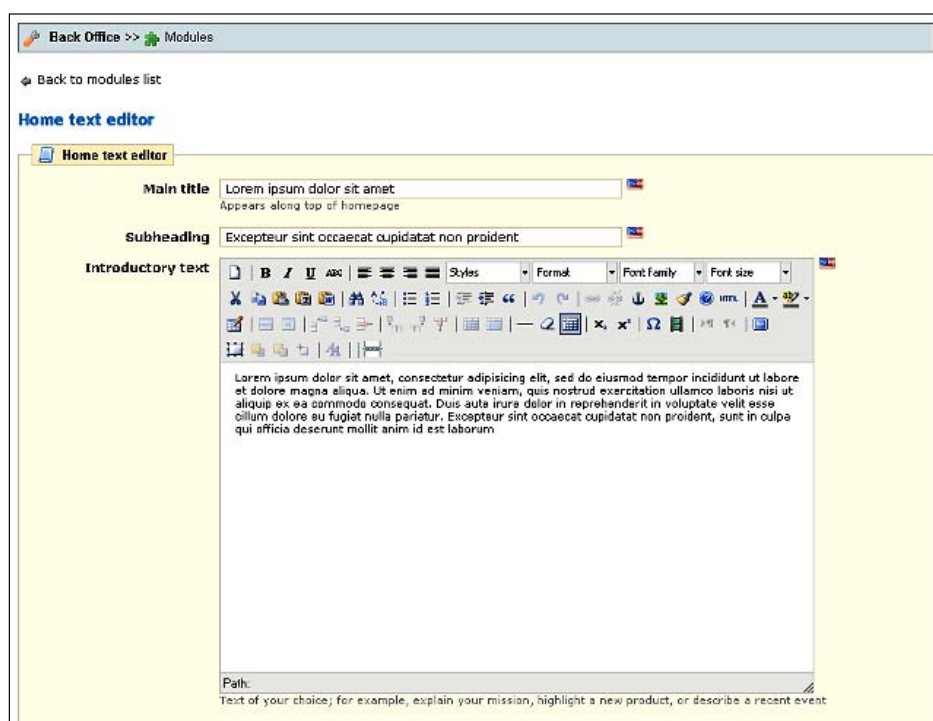 Back Office >> Modules
Back to modules list
Home text editor
Home text editor
Main title Lorem ipsum dolor sit amet
Appears along top of homepage
Subheading Excepteur sint occaecat cupidatat non proident
Introductory text
B I U ABC Styles Format Font family Font size
HTML A ab
Lorem ipsum dolor sit amet, consectetur adipisicing elit, sed do eiusmod tempor incididunt ut labore
et dolore magna aliqua. Ut enim ad minim veniam, quis nostrud exercitation ullamco laboris nisi ut
aliquip ex ea commodo consequat. Duis aute irure dolor in reprehenderit in voluptate velit esse
cillum dolore eu fugiat nulla pariatur. Excepteur sint occaecat cupidatat non proident, sunt in culpa
qui officia deserunt mollit anim id est laborum
Path:
Text of your choice; for example, explain your mission, highlight a new product, or describe a recent event